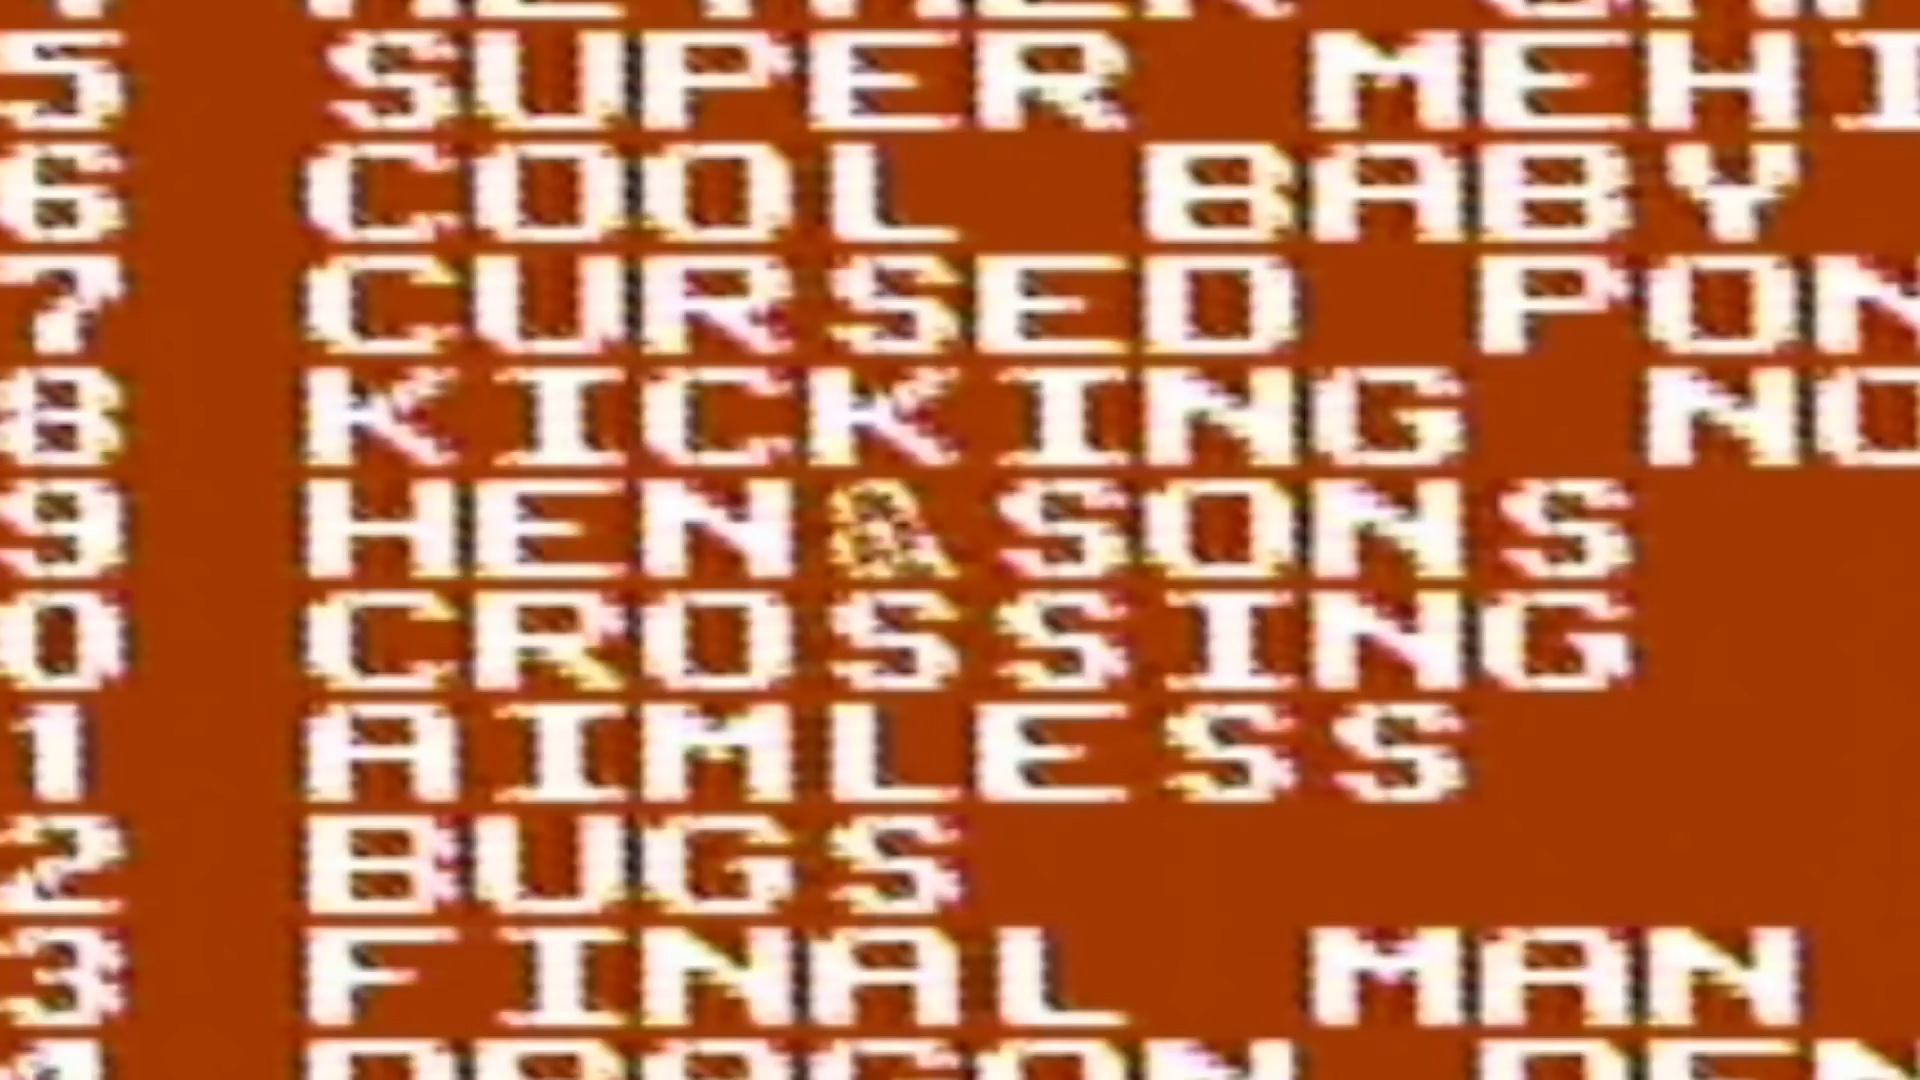 5 SUPER MEHI
6 COOL BABY
7 CURSED PON
8 KICKING NO
9 HEN&SONS
0 CROSSING
1 AIMLESS
2 BUGS
3 FINAL MAN
DRAGON